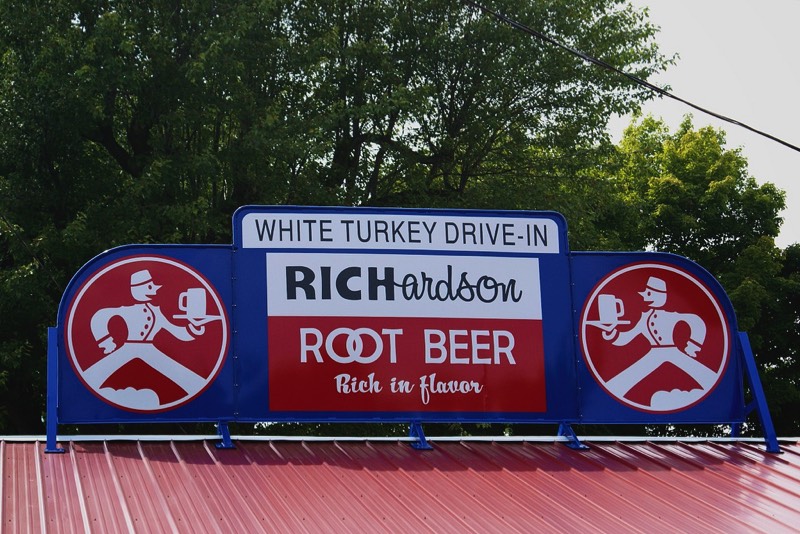 WHITE TURKEY DRIVE-IN
RICHardson
ROOT BEER
Rich in flavor